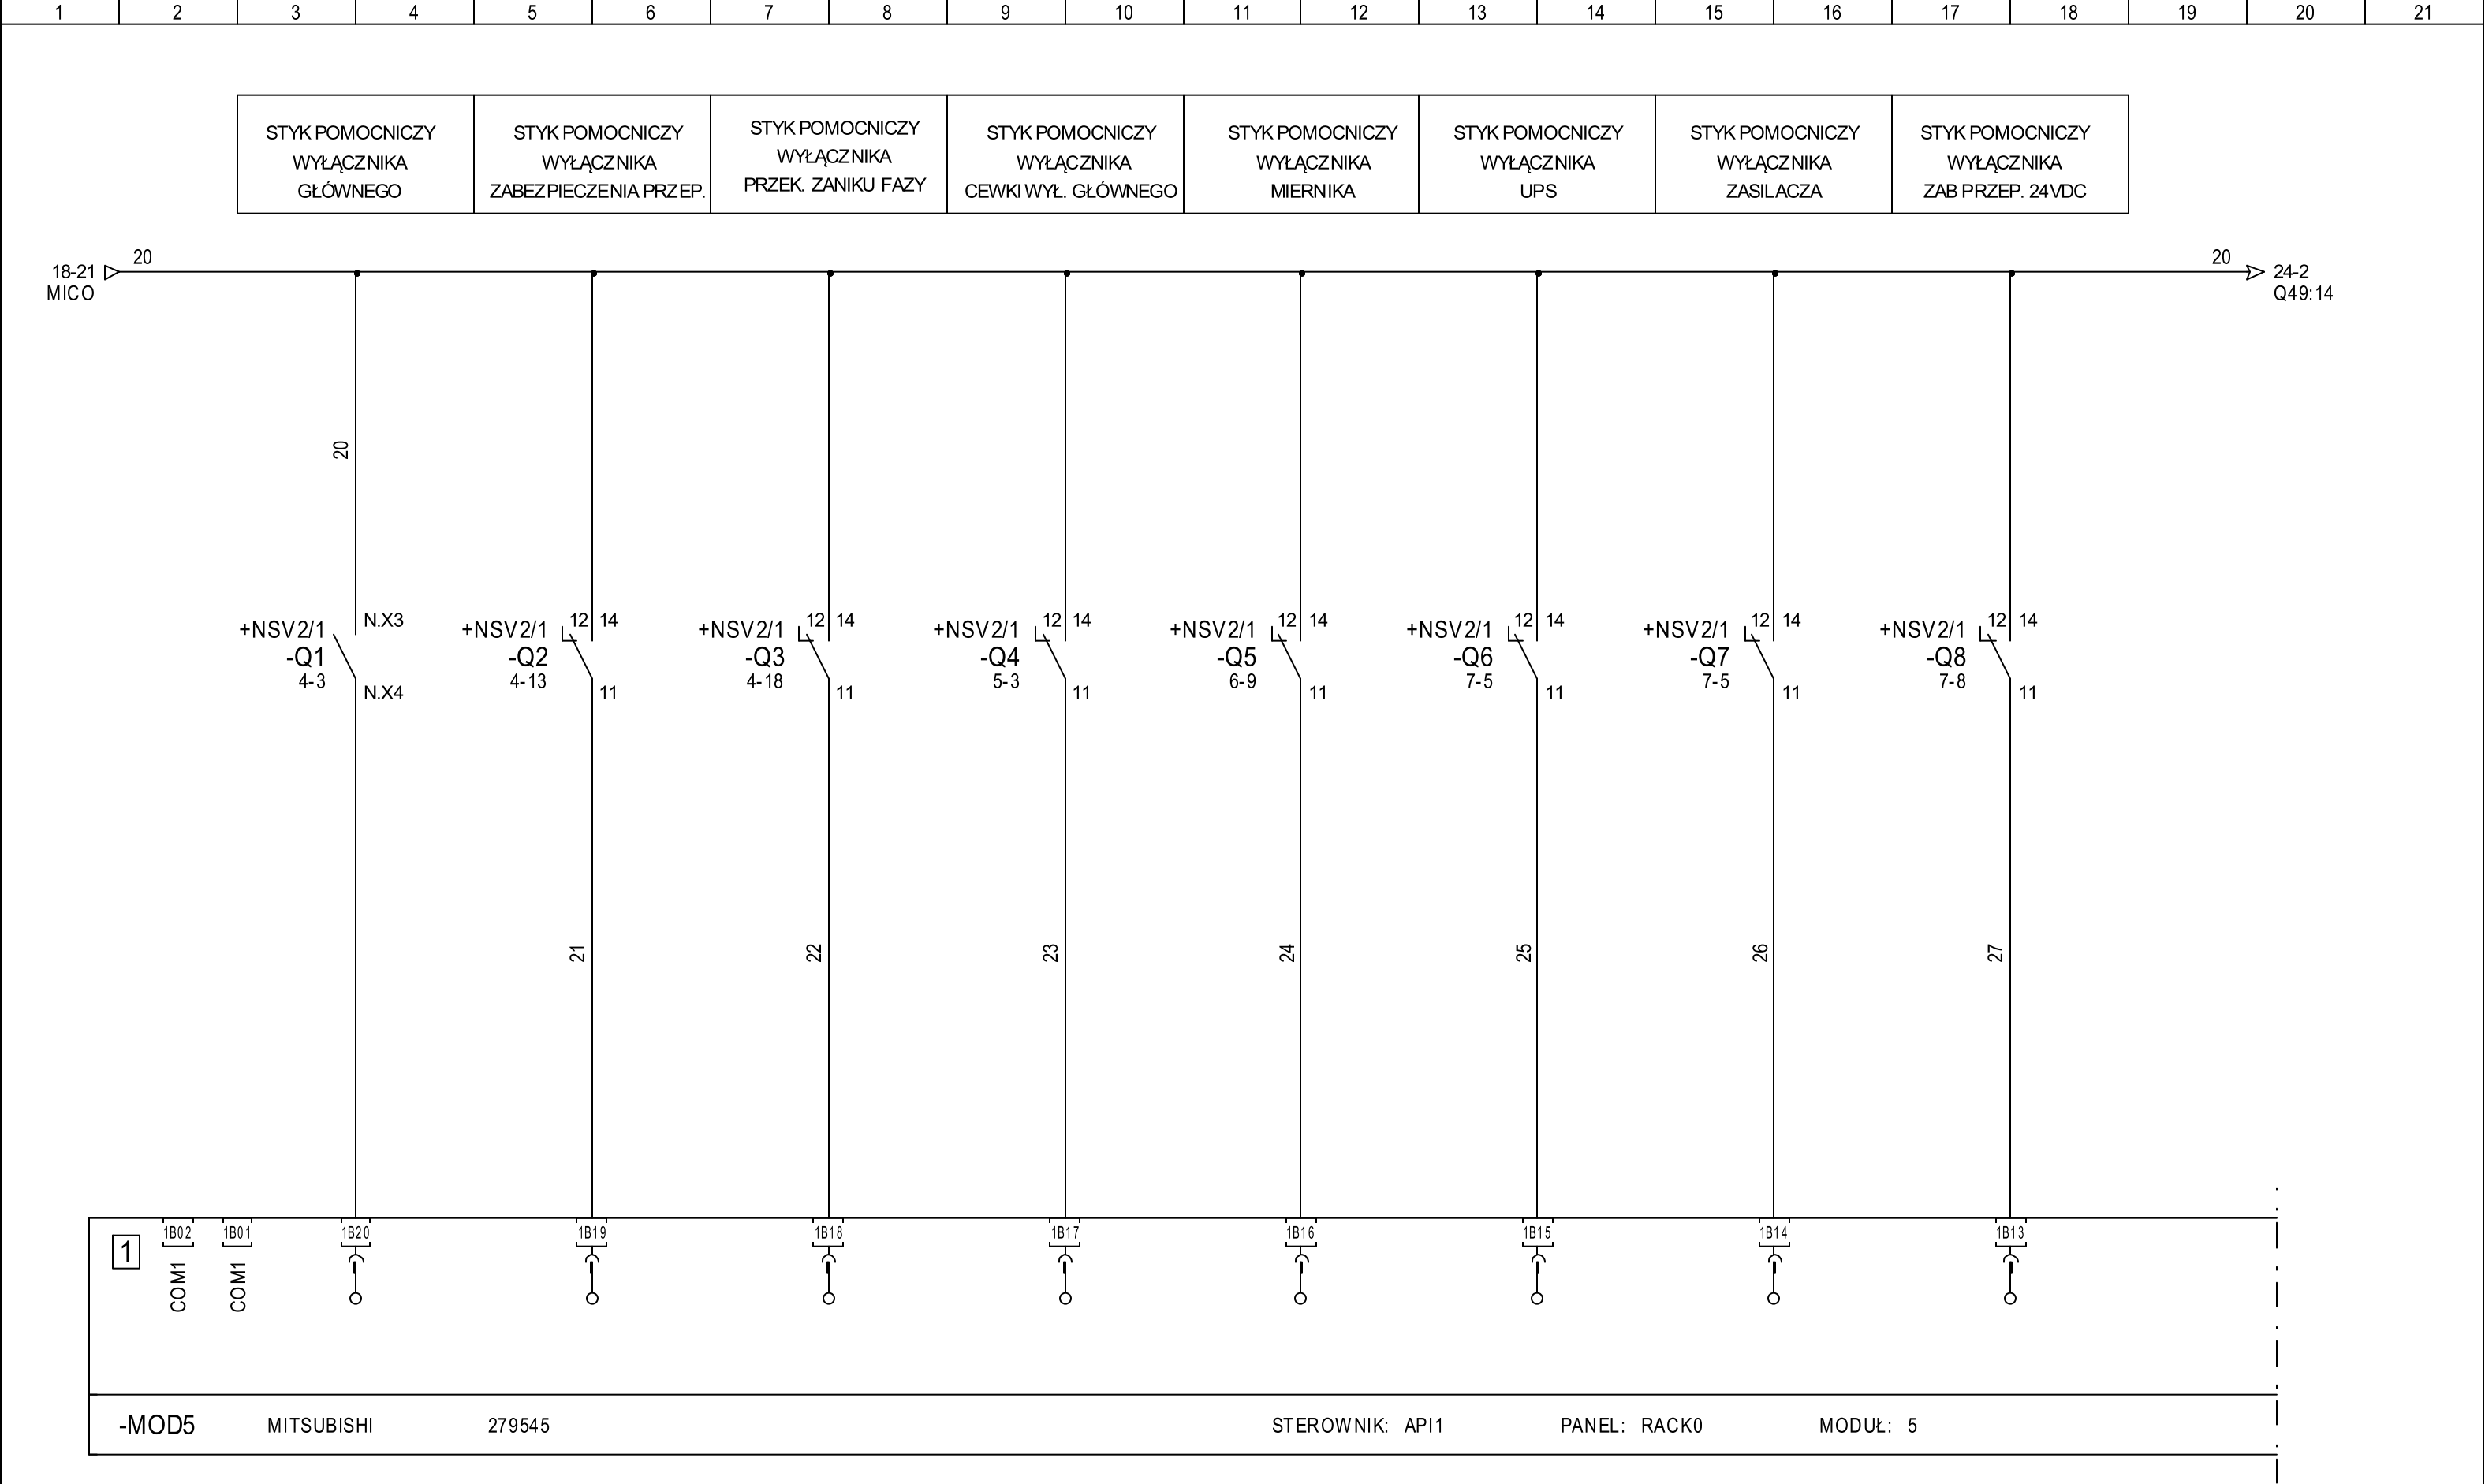 1 2 3 4 5 6 7 8 9 10 11 12 13 14 15 16 17 18 19 20 21
STYK POMOCNICZY
WYŁĄCZNIKA
GŁÓWNEGO
STYK POMOCNICZY
WYŁĄCZNIKA
ZABEZPIECZENIA PRZEP.
STYK POMOCNICZY
WYŁĄCZNIKA
PRZEK. ZANIKU FAZY
STYK POMOCNICZY
WYŁĄCZNIKA
CEWKI WYŁ. GŁÓWNEGO
STYK POMOCNICZY
WYŁĄCZNIKA
MIERNIKA
STYK POMOCNICZY
WYŁĄCZNIKA
UPS
STYK POMOCNICZY
WYŁĄCZNIKA
ZASILACZA
STYK POMOCNICZY
WYŁĄCZNIKA
ZAB PRZEP. 24VDC
18-21
MICO
20
20
24-2
Q49:14
20
+NSV2/1
-Q1
4-3
N.X3
N.X4
+NSV2/1
-Q2
4-13
12 14
11
+NSV2/1
-Q3
4-18
12 14
11
+NSV2/1
-Q4
5-3
12 14
11
+NSV2/1
-Q5
6-9
12 14
11
+NSV2/1
-Q6
7-5
12 14
11
+NSV2/1
-Q7
7-5
12 14
11
+NSV2/1
-Q8
7-8
12 14
11
21
22
23
24
25
26
27
1
1B02
COM1
1B01
COM1
1B20
1B19
1B18
1B17
1B16
1B15
1B14
1B13
-MOD5 MITSUBISHI 279545 STEROWNIK: API1 PANEL: RACK0 MODUŁ: 5